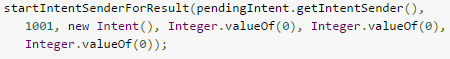 startIntentSenderForResult(pendingIntent.getIntentSender(),
1001, new Intent(), Integer.valueOf(0), Integer.valueOf(0),
Integer.valueOf(0));